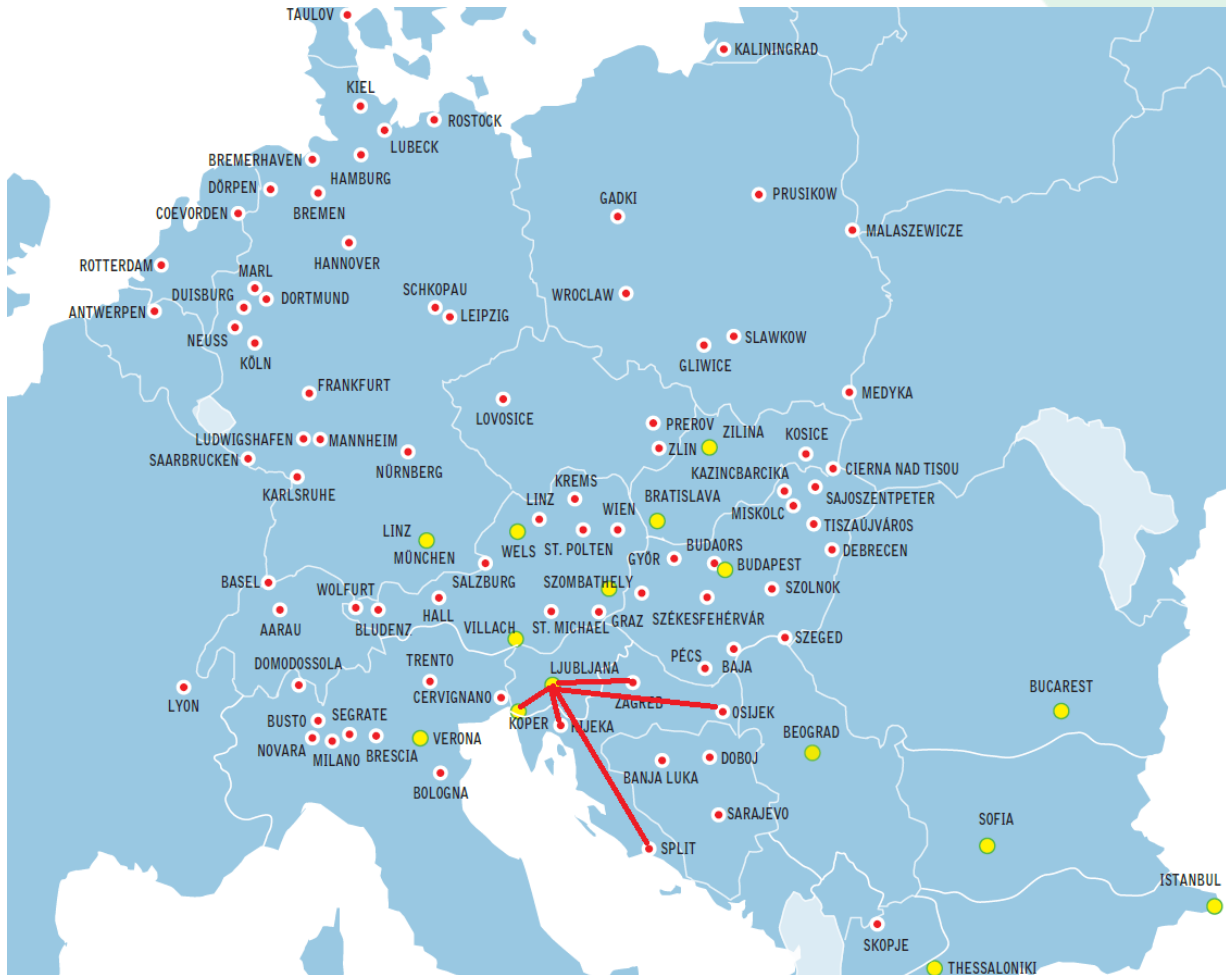 TAULOV
KALININGRAD
KIEL
ROSTOCK
LUBECK
BREMERHAVEN
HAMBURG
DÖRPEN
BREMEN
PRUSIKOW
COEVORDEN
GADKI
MALASZEWICZE
HANNOVER
ROTTERDAM
MARL
DUISBURG
DORTMUND
SCHKOPAU
WROCLAW
ANTWERPEN
LEIPZIG
NEUSS
SLAWKOW
KÖLN
GLIWICE
FRANKFURT
MEDYKA
LOVOSICE
PREROV
ZILINA
KOSICE
LUDWIGSHAFEN
MANNHEIM
ZLIN
SAARBRUCKEN
NÜRNBERG
KAZINCBARCIKA
CIERNA NAD TISOU
KARLSRUHE
KREMS
LINZ
WIEN
BRATISLAVA
SAJOSZENTPETER
MISKOLC
LINZ
TISZAÚJVÁROS
WELS
ST. POLTEN
MÜNCHEN
GYÖR
BUDAORS
DEBRECEN
BUDAPEST
BASEL
SALZBURG
SZOMBATHELY
WOLFURT
SZOLNOK
AARAU
BLUDENZ
HALL
VILLACH
ST. MICHAEL
GRAZ
SZÉKESFEHÉRVÁR
SZEGED
DOMODOSSOLA
TRENTO
LJUBLJANA
PÉCS
BAJA
LYON
CERVIGNANO
ZAGREB
BUCAREST
BUSTO
SEGRATE
KOPER
RIJEKA
OSIJEK
BEOGRAD
NOVARA
MILANO
BRESCIA
VERONA
BANJA LUKA
DOBOJ
BOLOGNA
SARAJEVO
SOFIA
SPLIT
ISTANBUL
SKOPJE
THESSALONIKI